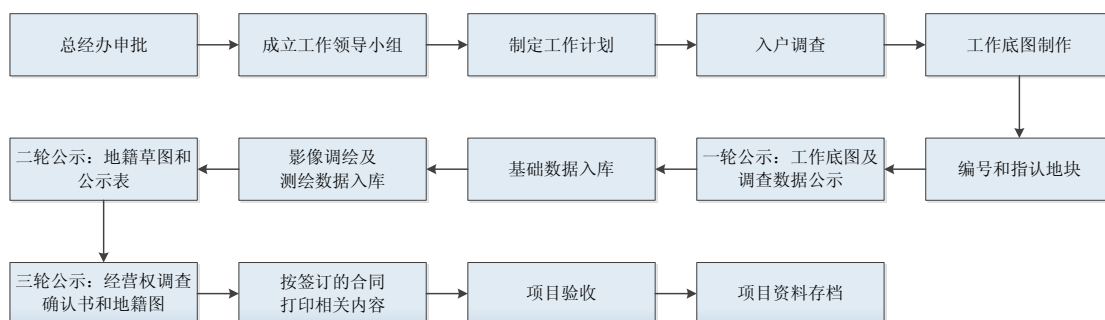 总经办申批
成立工作领导小组
制定工作计划
入户调查
工作底图制作
编号和指认地块
一轮公示：工作底图及
调查数据公示
基础数据入库
影像调绘及
测绘数据入库
二轮公示：地籍草图和
公示表
三轮公示：经营权调查
确认书和地籍图
按签订的合同
打印相关内容
项目验收
项目资料存档